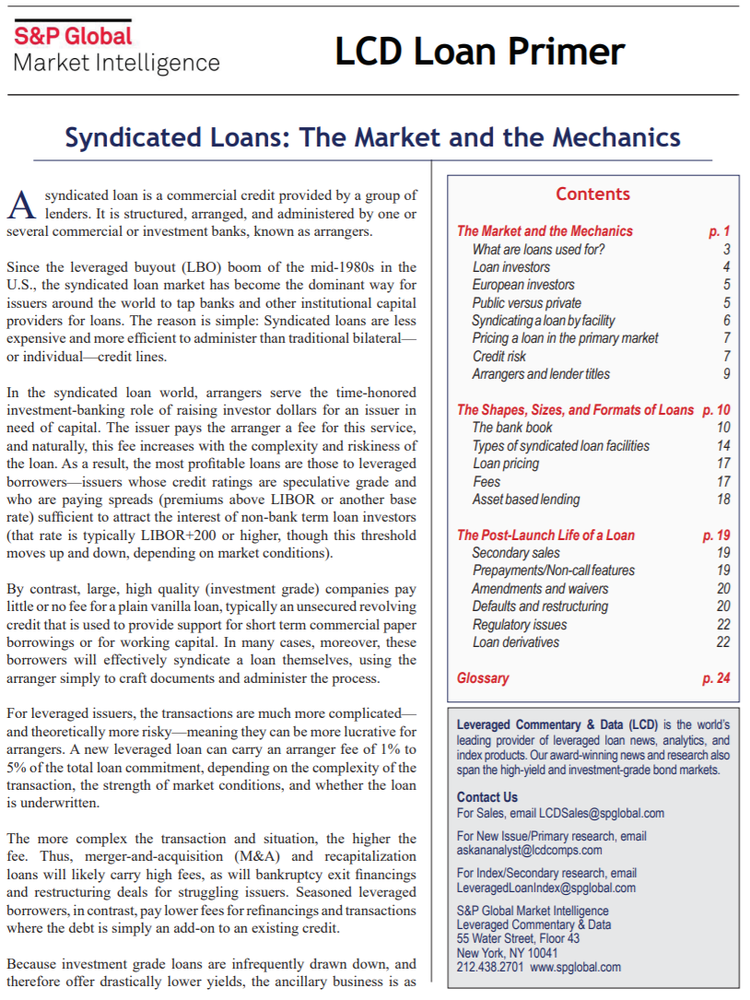 S&P Global
Market Intelligence
LCD Loan Primer
Syndicated Loans: The Market and the Mechanics
A syndicated loan is a commercial credit provided by a group of
lenders. It is structured, arranged, and administered by one or
several commercial or investment banks, known as arrangers.
Since the leveraged buyout (LBO) boom of the mid-1980s in the
U.S., the syndicated loan market has become the dominant way for
issuers around the world to tap banks and other institutional capital
providers for loans. The reason is simple: Syndicated loans are less
expensive and more efficient to administer than traditional bilateral—
or individual—credit lines.
In the syndicated loan world, arrangers serve the time-honored
investment-banking role of raising investor dollars for an issuer in
need of capital. The issuer pays the arranger a fee for this service,
and naturally, this fee increases with the complexity and riskiness of
the loan. As a result, the most profitable loans are those to leveraged
borrowers—issuers whose credit ratings are speculative grade and
who are paying spreads (premiums above LIBOR or another base
rate) sufficient to attract the interest of non-bank term loan investors
(that rate is typically LIBOR+200 or higher, though this threshold
moves up and down, depending on market conditions).
By contrast, large, high quality (investment grade) companies pay
little or no fee for a plain vanilla loan, typically an unsecured revolving
credit that is used to provide support for short term commercial paper
borrowings or for working capital. In many cases, moreover, these
borrowers will effectively syndicate a loan themselves, using the
arranger simply to craft documents and administer the process.
For leveraged issuers, the transactions are much more complicated—
and theoretically more risky—meaning they can be more lucrative for
arrangers. A new leveraged loan can carry an arranger fee of 1% to
5% of the total loan commitment, depending on the complexity of the
transaction, the strength of market conditions, and whether the loan
is underwritten.
The more complex the transaction and situation, the higher the
fee. Thus, merger-and-acquisition (M&A) and recapitalization
loans will likely carry high fees, as will bankruptcy exit financings
and restructuring deals for struggling issuers. Seasoned leveraged
borrowers, in contrast, pay lower fees for refinancings and transactions
where the debt is simply an add-on to an existing credit.
Because investment grade loans are infrequently drawn down, and
therefore offer drastically lower yields, the ancillary business is as
Contents
The Market and the Mechanics p. 1
What are loans used for? 3
Loan investors 4
European investors 5
Public versus private 5
Syndicating a loan by facility 6
Pricing a loan in the primary market 7
Credit risk 7
Arrangers and lender titles 9
The Shapes, Sizes, and Formats of Loans p. 10
The bank book 10
Types of syndicated loan facilities 14
Loan pricing 17
Fees 17
Asset based lending 18
The Post-Launch Life of a Loan p. 19
Secondary sales 19
Prepayments/Non-call features 19
Amendments and waivers 20
Defaults and restructuring 20
Regulatory issues 22
Loan derivatives 22
Glossary p. 24
Leveraged Commentary & Data (LCD) is the world's
leading provider of leveraged loan news, analytics, and
index products. Our award-winning news and research also
span the high-yield and investment-grade bond markets.
Contact Us
For Sales, email LCDSales@spglobal.com
For New Issue/Primary research, email
askananalyst@lcdcomps.com
For Index/Secondary research, email
LeveragedLoanIndex@spglobal.com
S&P Global Market Intelligence
Leveraged Commentary & Data
55 Water Street, Floor 43
New York, NY 10041
212.438.2701 www.spglobal.com